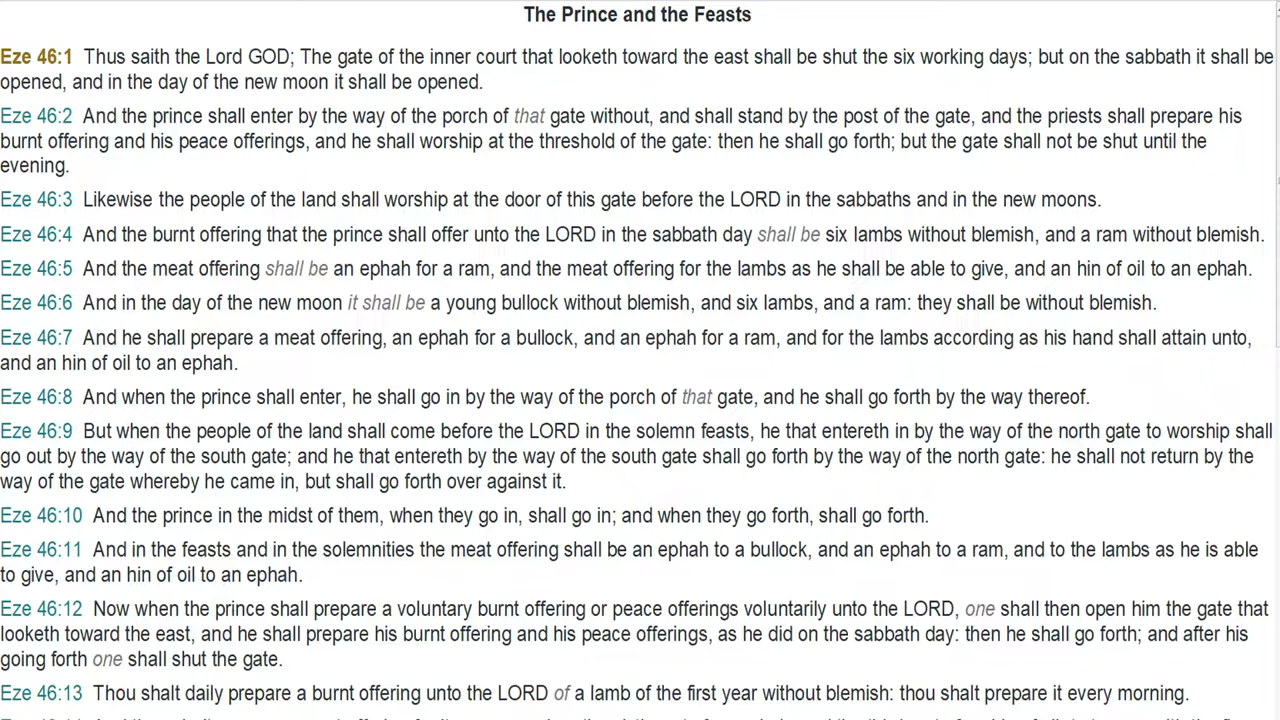 The Prince and the Feasts
Eze 46:1 Thus saith the Lord GOD; The gate of the inner court that looketh toward the east shall be shut the six working days; but on the sabbath it shall be
opened, and in the day of the new moon it shall be opened.
Eze 46:2 And the prince shall enter by the way of the porch of that gate without, and shall stand by the post of the gate, and the priests shall prepare his
burnt offering and his peace offerings, and he shall worship at the threshold of the gate: then he shall go forth; but the gate shall not be shut until the
evening.
Eze 46:3 Likewise the people of the land shall worship at the door of this gate before the LORD in the sabbaths and in the new moons.
Eze 46:4 And the burnt offering that the prince shall offer unto the LORD in the sabbath day shall be six lambs without blemish, and a ram without blemish.
Eze 46:5 And the meat offering shall be an ephah for a ram, and the meat offering for the lambs as he shall be able to give, and an hin of oil to an ephah.
Eze 46:6 And in the day of the new moon it shall be a young bullock without blemish, and six lambs, and a ram: they shall be without blemish.
Eze 46:7 And he shall prepare a meat offering, an ephah for a bullock, and an ephah for a ram, and for the lambs according as his hand shall attain unto,
and an hin of oil to an ephah.
Eze 46:8 And when the prince shall enter, he shall go in by the way of the porch of that gate, and he shall go forth by the way thereof.
Eze 46:9 But when the people of the land shall come before the LORD in the solemn feasts, he that entereth in by the way of the north gate to worship shall
go out by the way of the south gate; and he that entereth by the way of the south gate shall go forth by the way of the north gate: he shall not return by the
way of the gate whereby he came in, but shall go forth over against it.
Eze 46:10 And the prince in the midst of them, when they go in, shall go in; and when they go forth, shall go forth.
Eze 46:11 And in the feasts and in the solemnities the meat offering shall be an ephah to a bullock, and an ephah to a ram, and to the lambs as he is able
to give, and an hin of oil to an ephah.
Eze 46:12 Now when the prince shall prepare a voluntary burnt offering or peace offerings voluntarily unto the LORD, one shall then open him the gate that
looketh toward the east, and he shall prepare his burnt offering and his peace offerings, as he did on the sabbath day: then he shall go forth; and after his
going forth one shall shut the gate.
Eze 46:13 Thou shalt daily prepare a burnt offering unto the LORD of a lamb of the first year without blemish: thou shalt prepare it every morning.